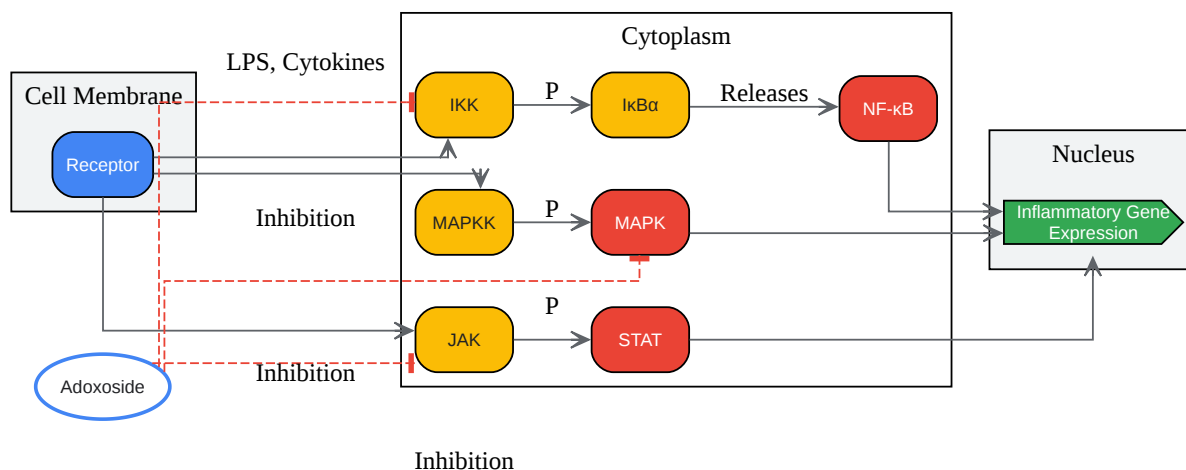 Cytoplasm
LPS, Cytokines
Cell Membrane
IKK
P
IκBα
Releases
NF-κB
Receptor
Nucleus
Inhibition
MAPKK
P
MAPK
Inflammatory Gene
Expression
P
JAK
STAT
Inhibition
Adoxoside
Inhibition